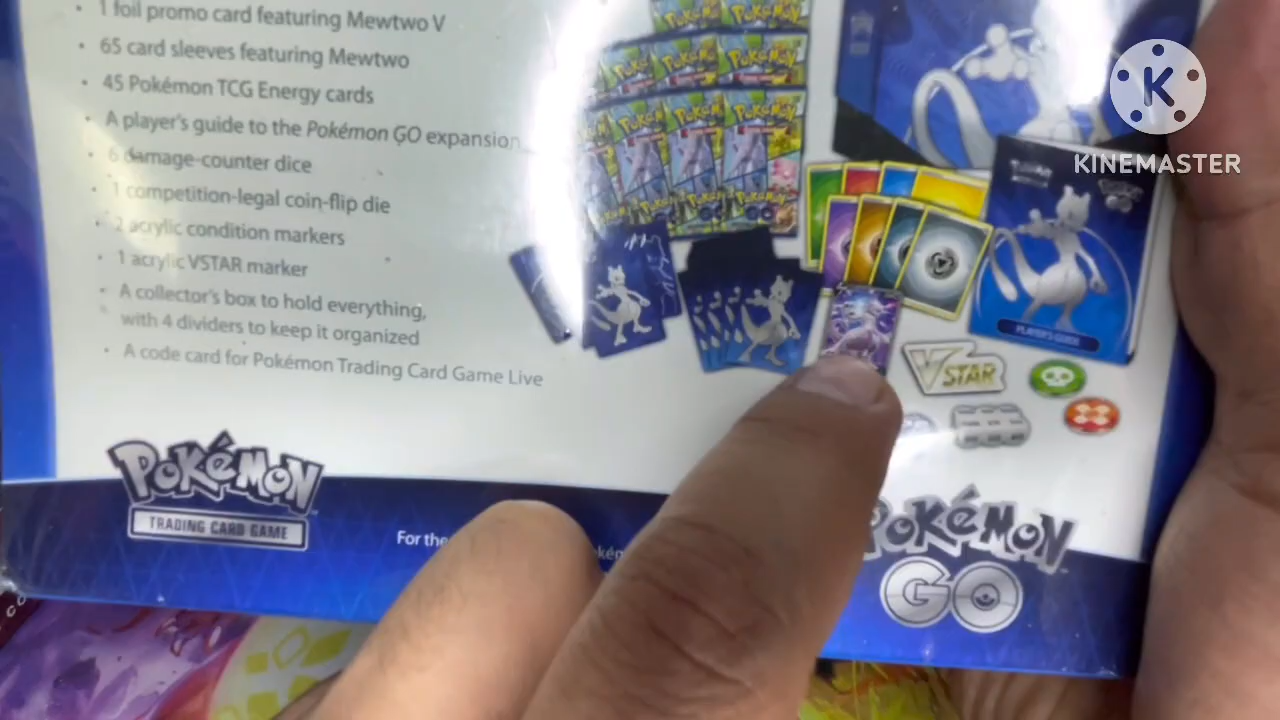 • 1 foil promo card featuring Mewtwo V
• 65 card sleeves featuring Mewtwo
• 45 Pokémon TCG Energy cards
• A player's guide to the Pokémon GO expansion
• 6 damage-counter dice
• 1 competition-legal coin-flip die
• 2 acrylic condition markers
• 1 acrylic VSTAR marker
• A collector's box to hold everything,
with 4 dividers to keep it organized
• A code card for Pokémon Trading Card Game Live
KINEMASTER
PLAYER'S GUIDE
VSTAR
POKÉMON
TRADING CARD GAME
For the
POKÉMON
GO